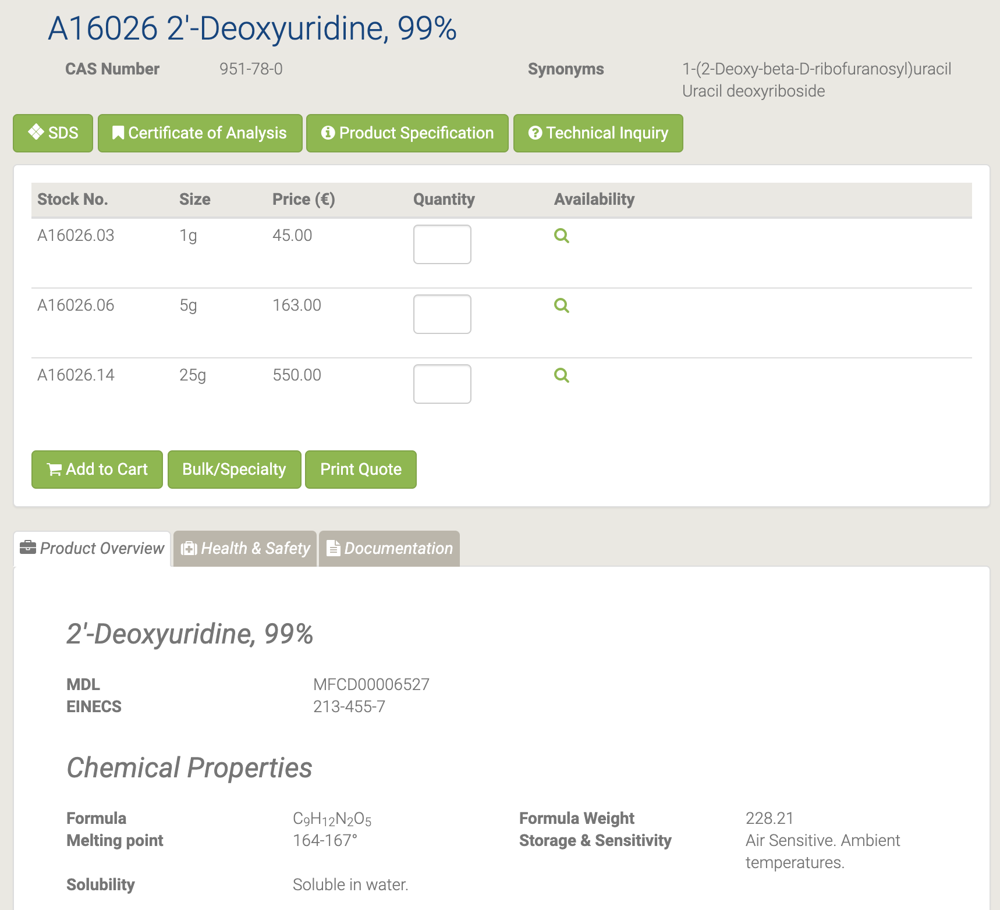 A16026 2'-Deoxyuridine, 99%
CAS Number 951-78-0 Synonyms 1-(2-Deoxy-beta-D-ribofuranosyl)uracil
Uracil deoxyriboside
SDS Certificate of Analysis Product Specification Technical Inquiry
Stock No. Size Price (€) Quantity Availability
A16026.03 1g 45.00
A16026.06 5g 163.00
A16026.14 25g 550.00
Add to Cart Bulk/Specialty Print Quote
Product Overview Health & Safety Documentation
2'-Deoxyuridine, 99%
MDL MFCD00006527
EINECS 213-455-7
Chemical Properties
Formula C₉H₁₂N₂O₅ Formula Weight 228.21
Melting point 164-167° Storage & Sensitivity Air Sensitive. Ambient
temperatures.
Solubility Soluble in water.